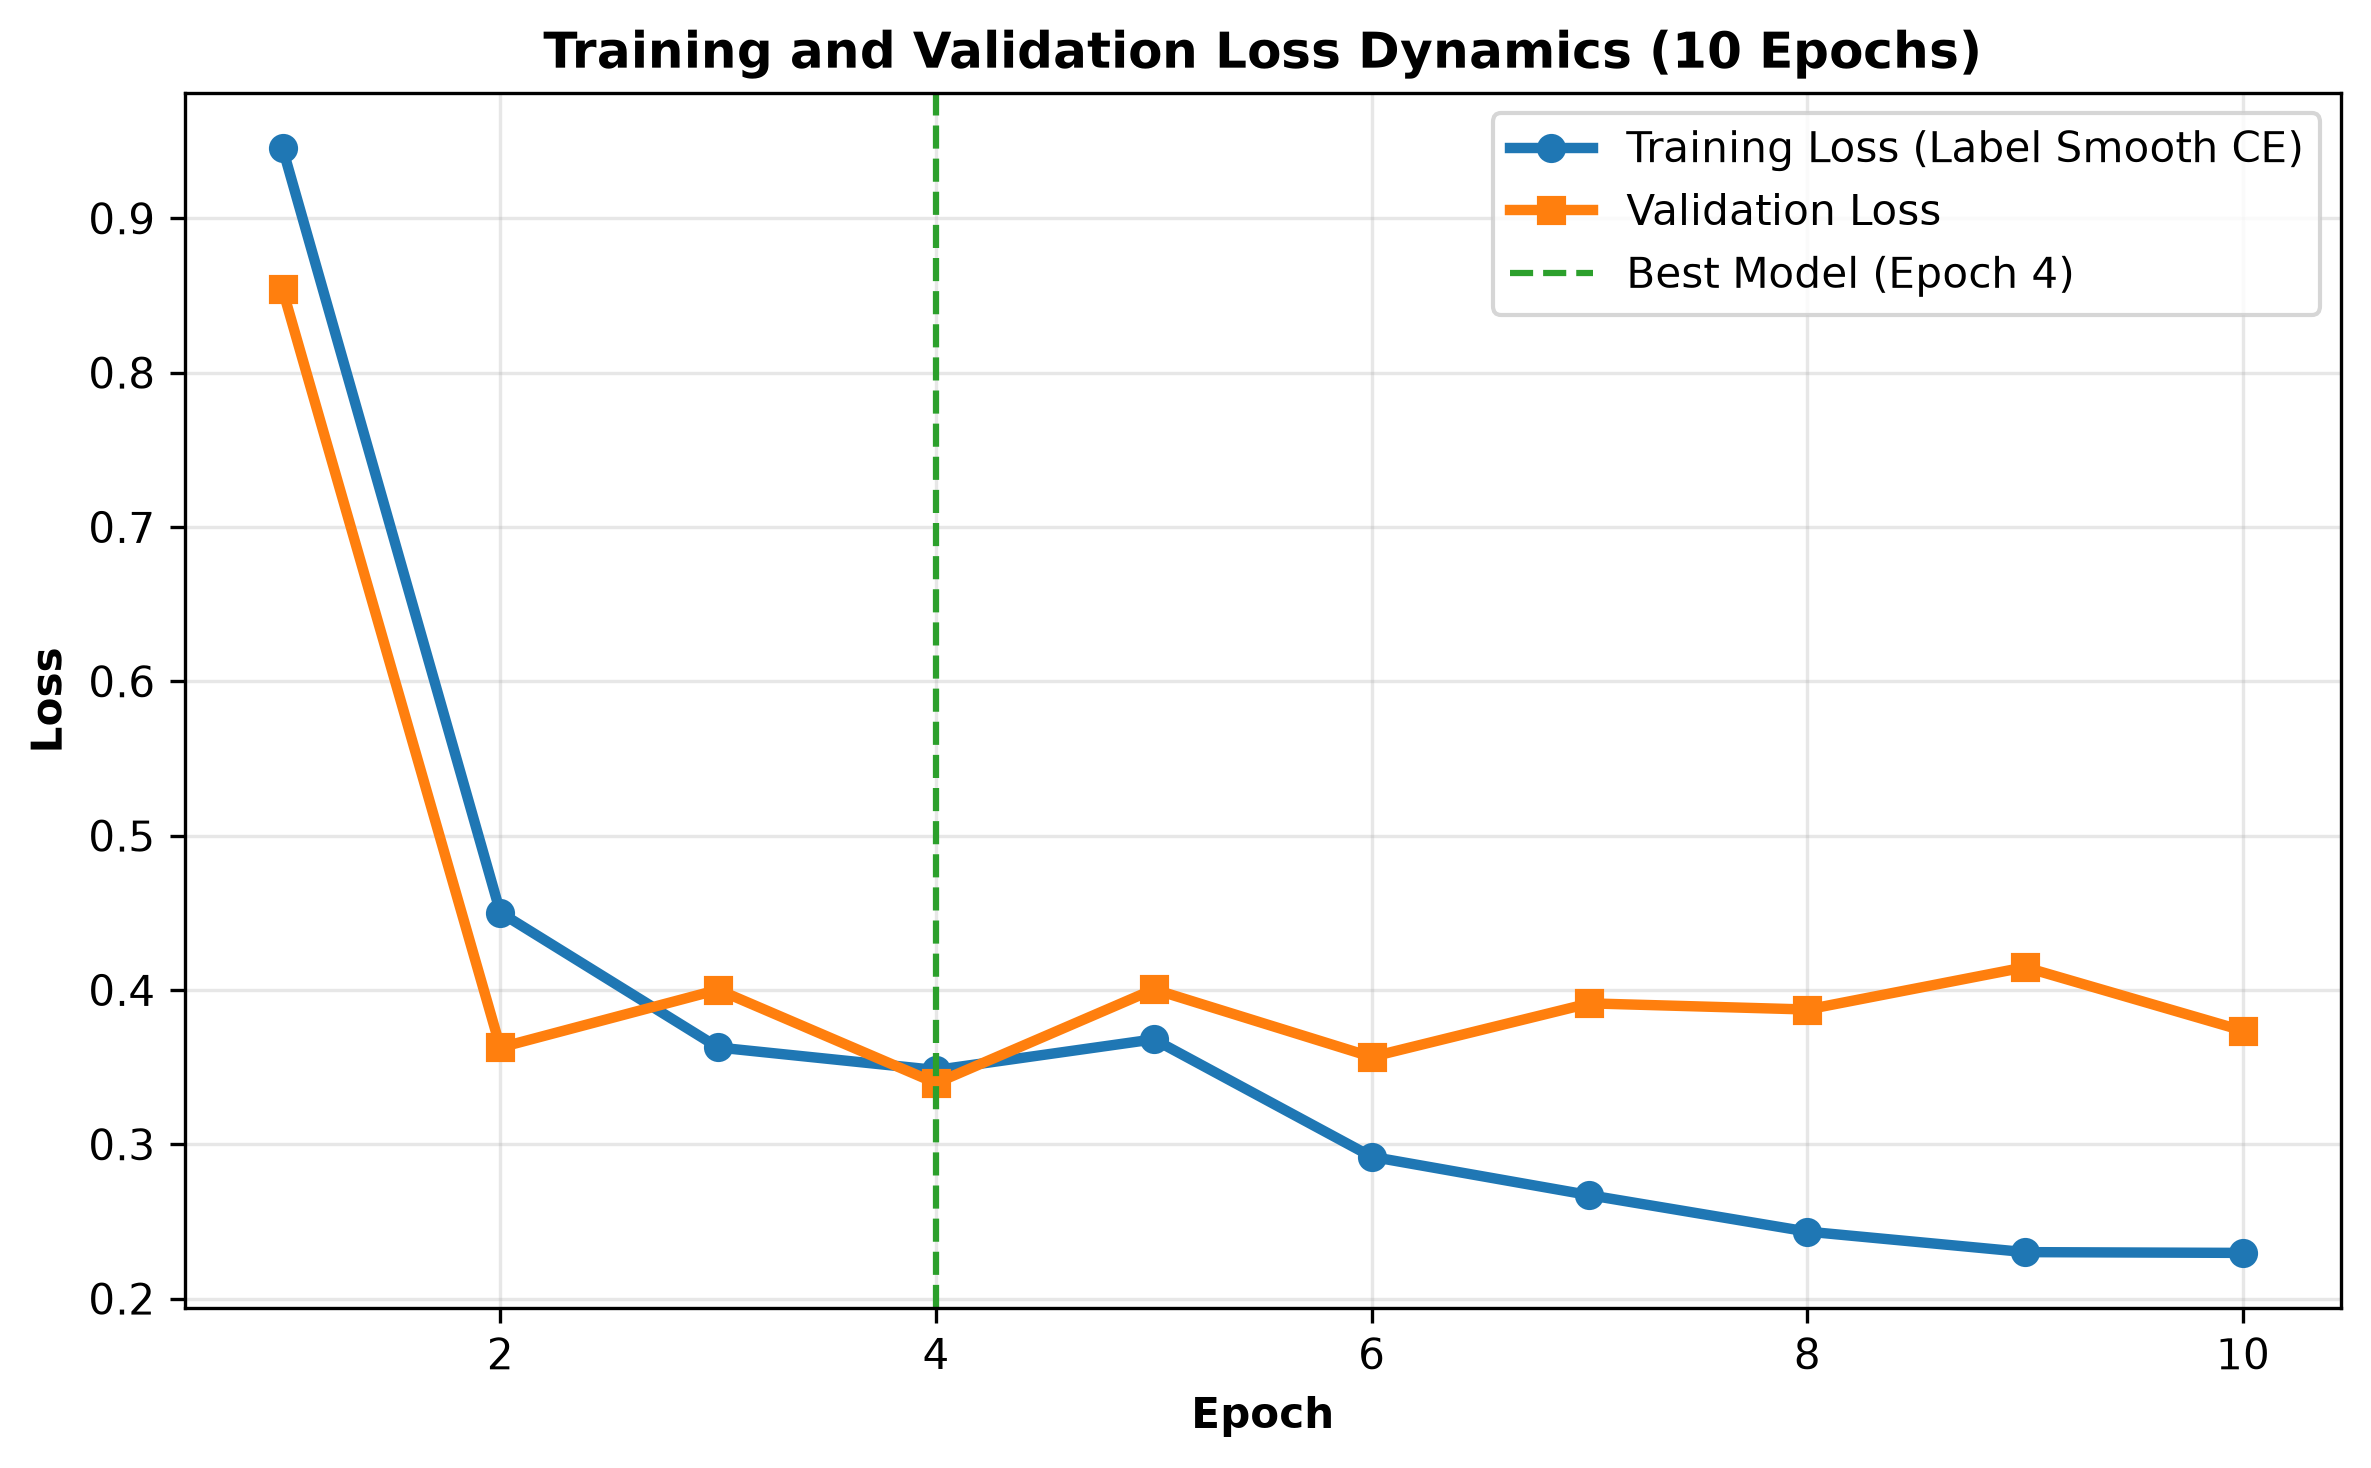 Training and Validation Loss Dynamics (10 Epochs)
Training Loss (Label Smooth CE)
Validation Loss
Best Model (Epoch 4)
Loss
0.9
0.8
0.7
0.6
0.5
0.4
0.3
0.2
2 4 6 8 10
Epoch